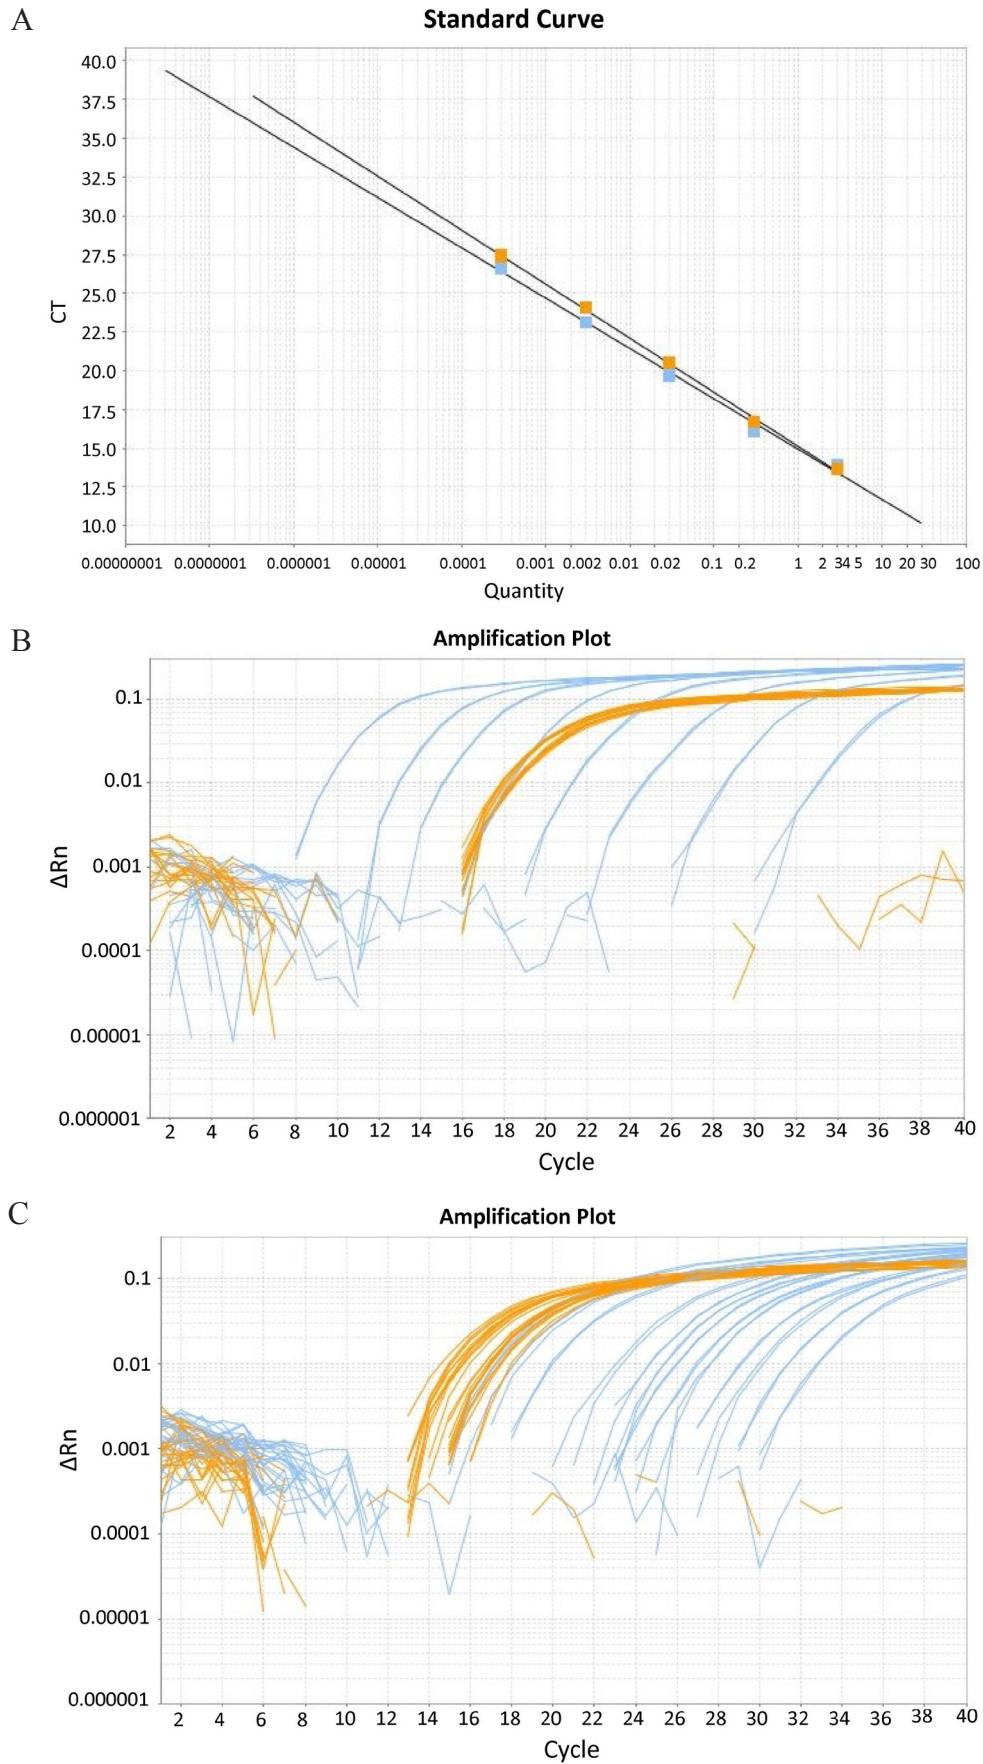 A
Standard Curve
40.0
37.5
35.0
32.5
30.0
27.5
25.0
22.5
20.0
17.5
15.0
12.5
10.0
CT
0.00000001 0.0000001 0.000001 0.00001 0.0001 0.001 0.002 0.01 0.02 0.1 0.2 1 2 34 5 10 20 30 100
Quantity
B
Amplification Plot
0.1
0.01
0.001
0.0001
0.00001
0.000001
ΔRn
2 4 6 8 10 12 14 16 18 20 22 24 26 28 30 32 34 36 38 40
Cycle
C
Amplification Plot
0.1
0.01
0.001
0.0001
0.00001
0.000001
ΔRn
2 4 6 8 10 12 14 16 18 20 22 24 26 28 30 32 34 36 38 40
Cycle